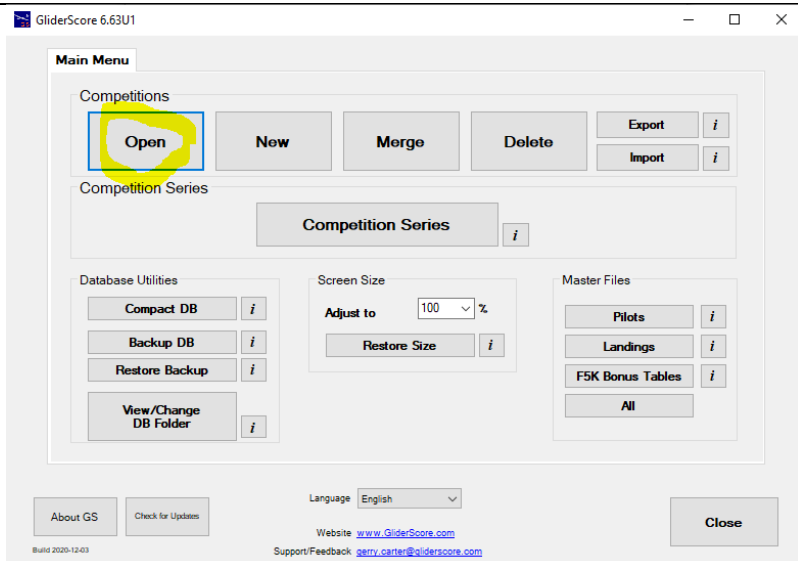 GliderScore 6.63U1
Main Menu
Competitions
Open
New
Merge
Delete
Export
i
Import
i
Competition Series
Competition Series
i
Database Utilities
Compact DB
i
Backup DB
i
Restore Backup
i
View/Change
DB Folder
i
Screen Size
Adjust to
100
%
Restore Size
i
Master Files
Pilots
i
Landings
i
F5K Bonus Tables
i
All
About GS
Check for Updates
Build 2020-12-03
Language
English
Website www.GliderScore.com
Support/Feedback gerry.carter@gliderscore.com
Close